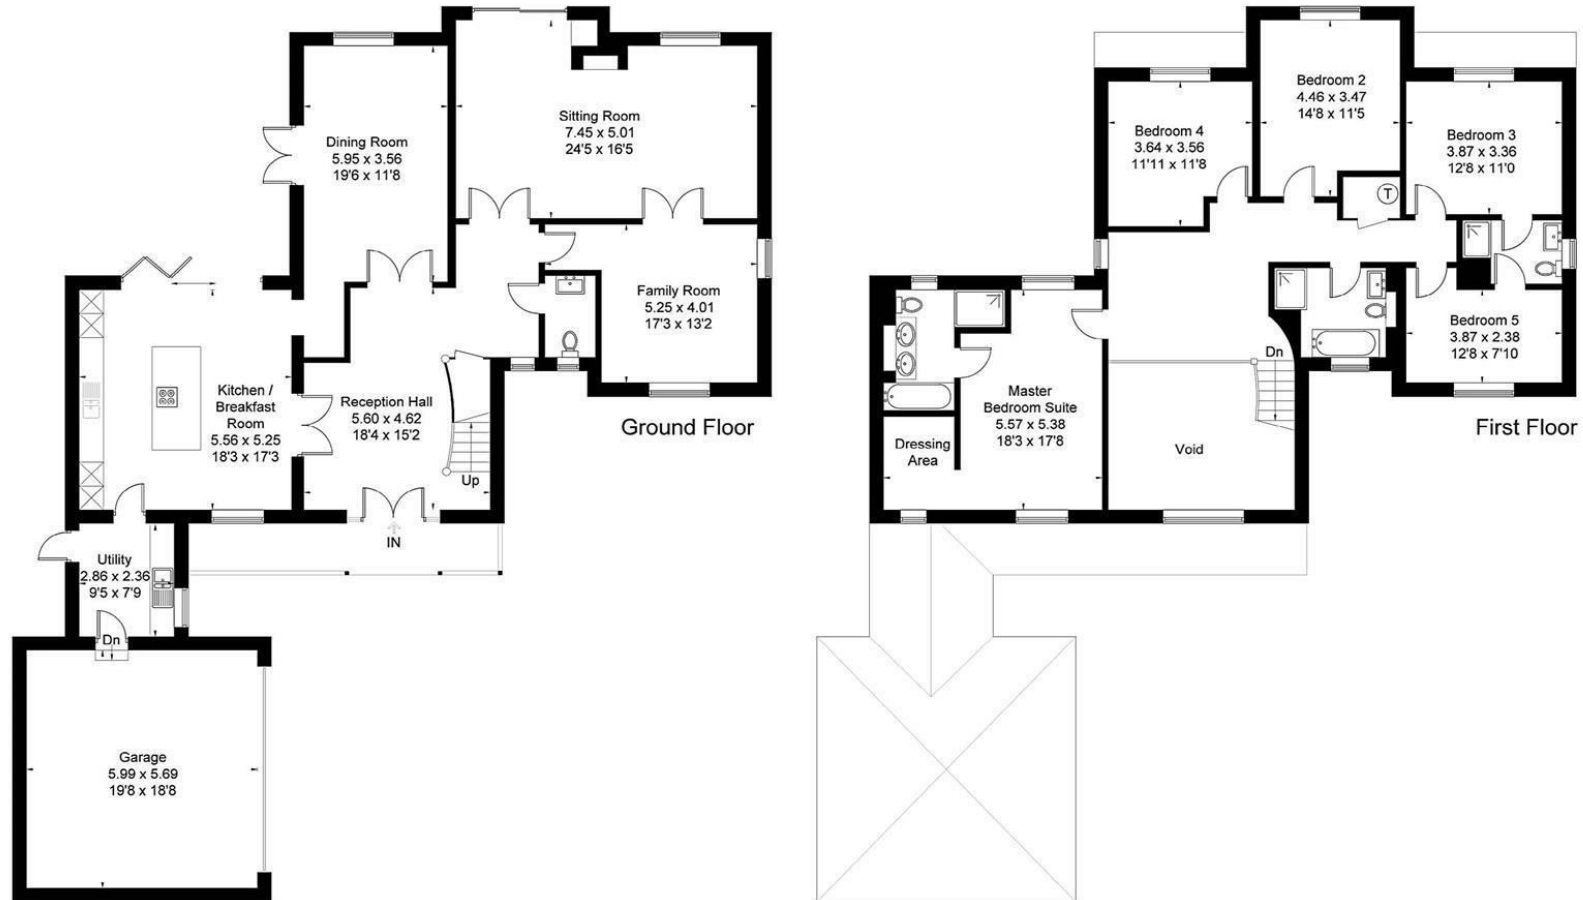 Dining Room
5.95 x 3.56
19'6 x 11'8
Sitting Room
7.45 x 5.01
24'5 x 16'5
Family Room
5.25 x 4.01
17'3 x 13'2
Kitchen /
Breakfast
Room
5.56 x 5.25
18'3 x 17'3
Reception Hall
5.60 x 4.62
18'4 x 15'2
Up
IN
Ground Floor
Utility
2.86 x 2.36
9'5 x 7'9
Dn
Garage
5.99 x 5.69
19'8 x 18'8
Bedroom 2
4.46 x 3.47
14'8 x 11'5
Bedroom 4
3.64 x 3.56
11'11 x 11'8
Bedroom 3
3.87 x 3.36
12'8 x 11'0
T
Bedroom 5
3.87 x 2.38
12'8 x 7'10
Dn
Master
Bedroom Suite
5.57 x 5.38
18'3 x 17'8
Dressing
Area
Void
First Floor